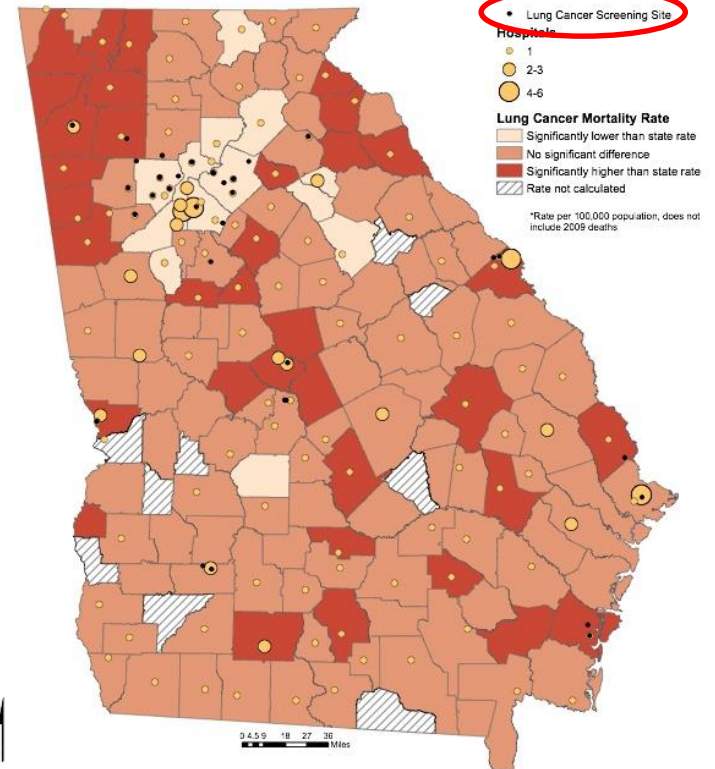 Lung Cancer Screening Site
Hospitals
1
2-3
4-6
Lung Cancer Mortality Rate
Significantly lower than state rate
No significant difference
Significantly higher than state rate
Rate not calculated
*Rate per 100,000 population, does not
include 2009 deaths
0 4.5 9 18 27 36
Miles